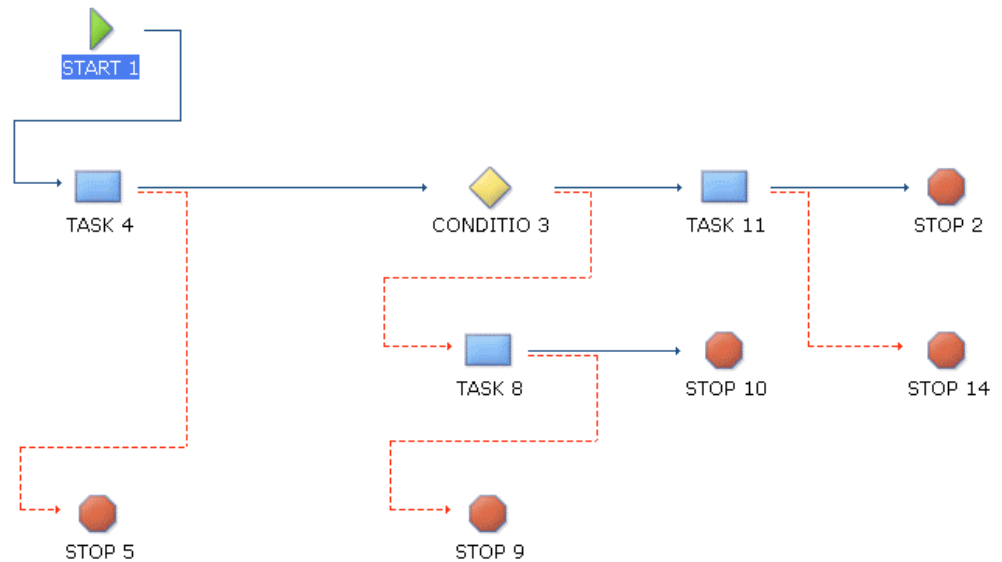 START 1
TASK 4
CONDITIO 3
TASK 11
STOP 2
TASK 8
STOP 10
STOP 14
STOP 5
STOP 9